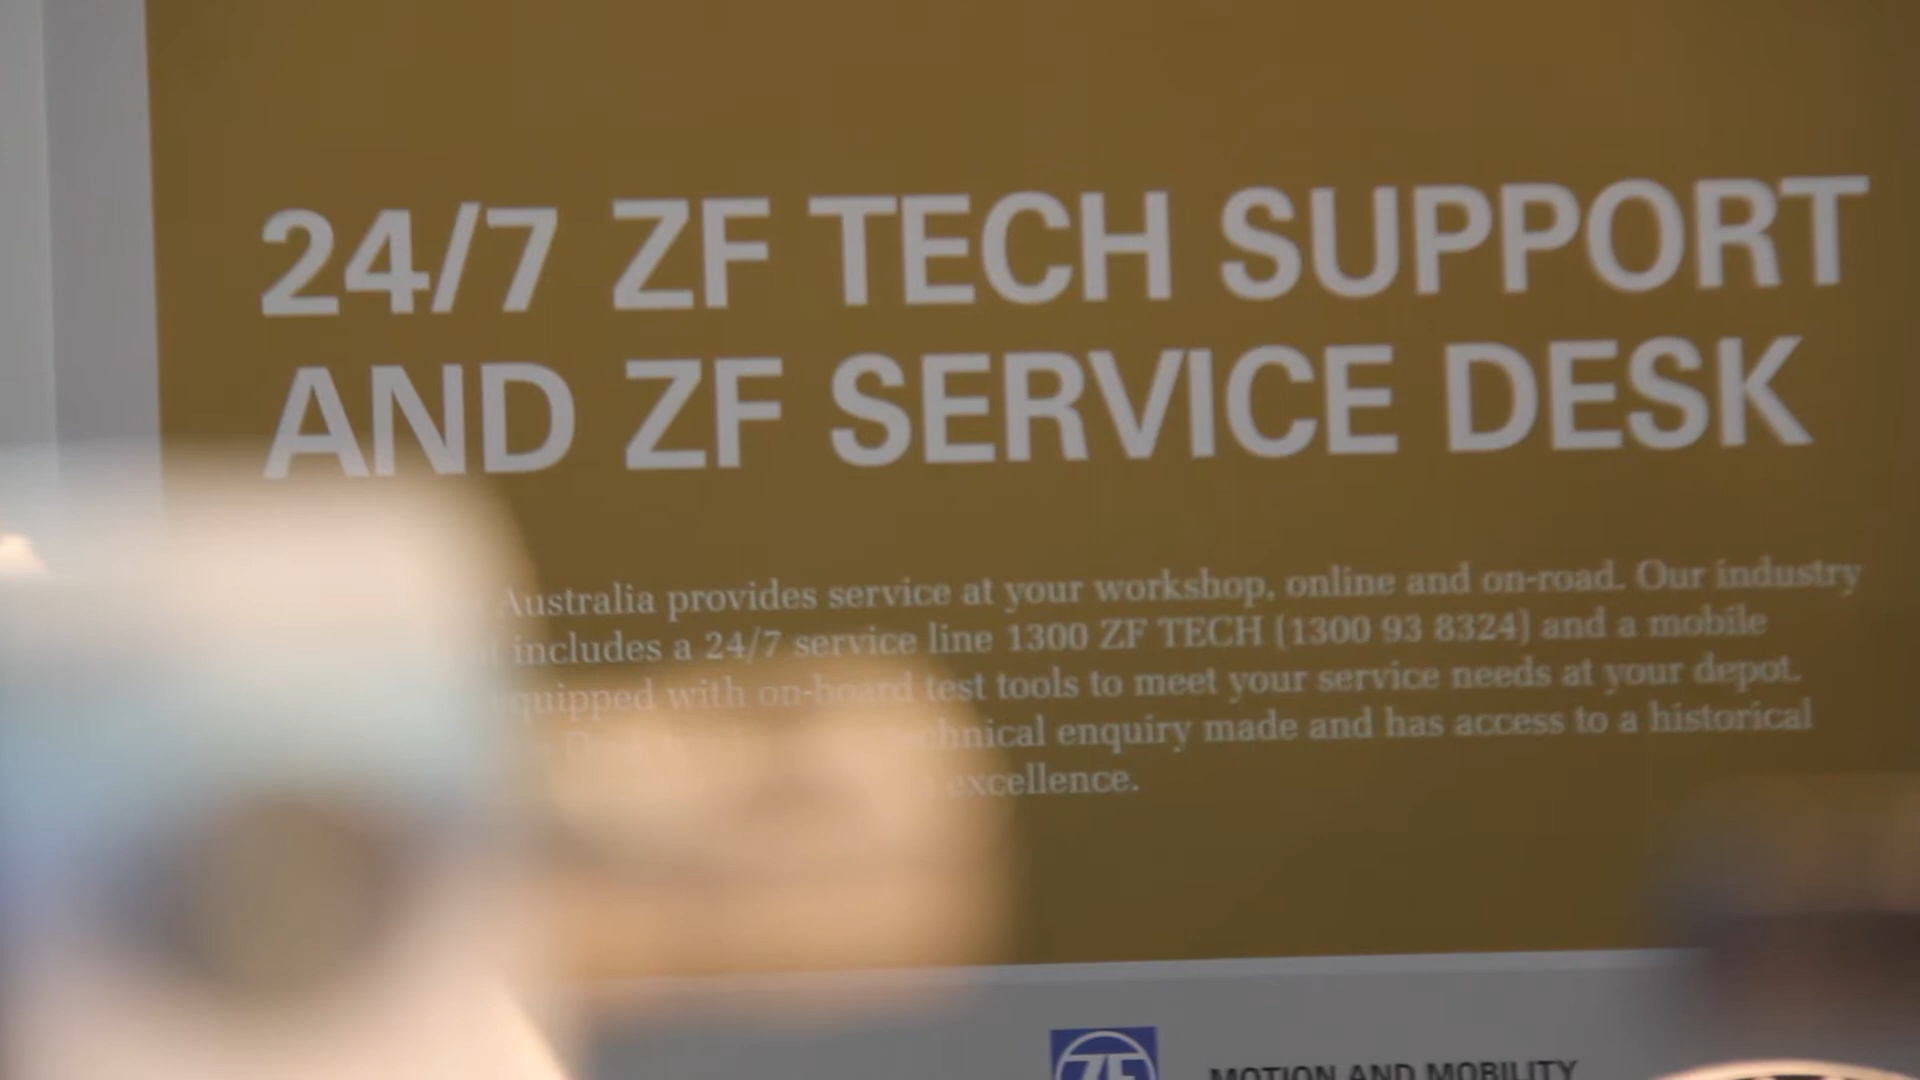 24/7 ZF TECH SUPPORT
AND ZF SERVICE DESK
Australia provides service at your workshop, online and on-road. Our industry
includes a 24/7 service line 1300 ZF TECH (1300 93 8324) and a mobile
equipped with on-board test tools to meet your service needs at your depot.
enquiry made and has access to a historical
excellence.
ZF
MOTION AND MOBILITY